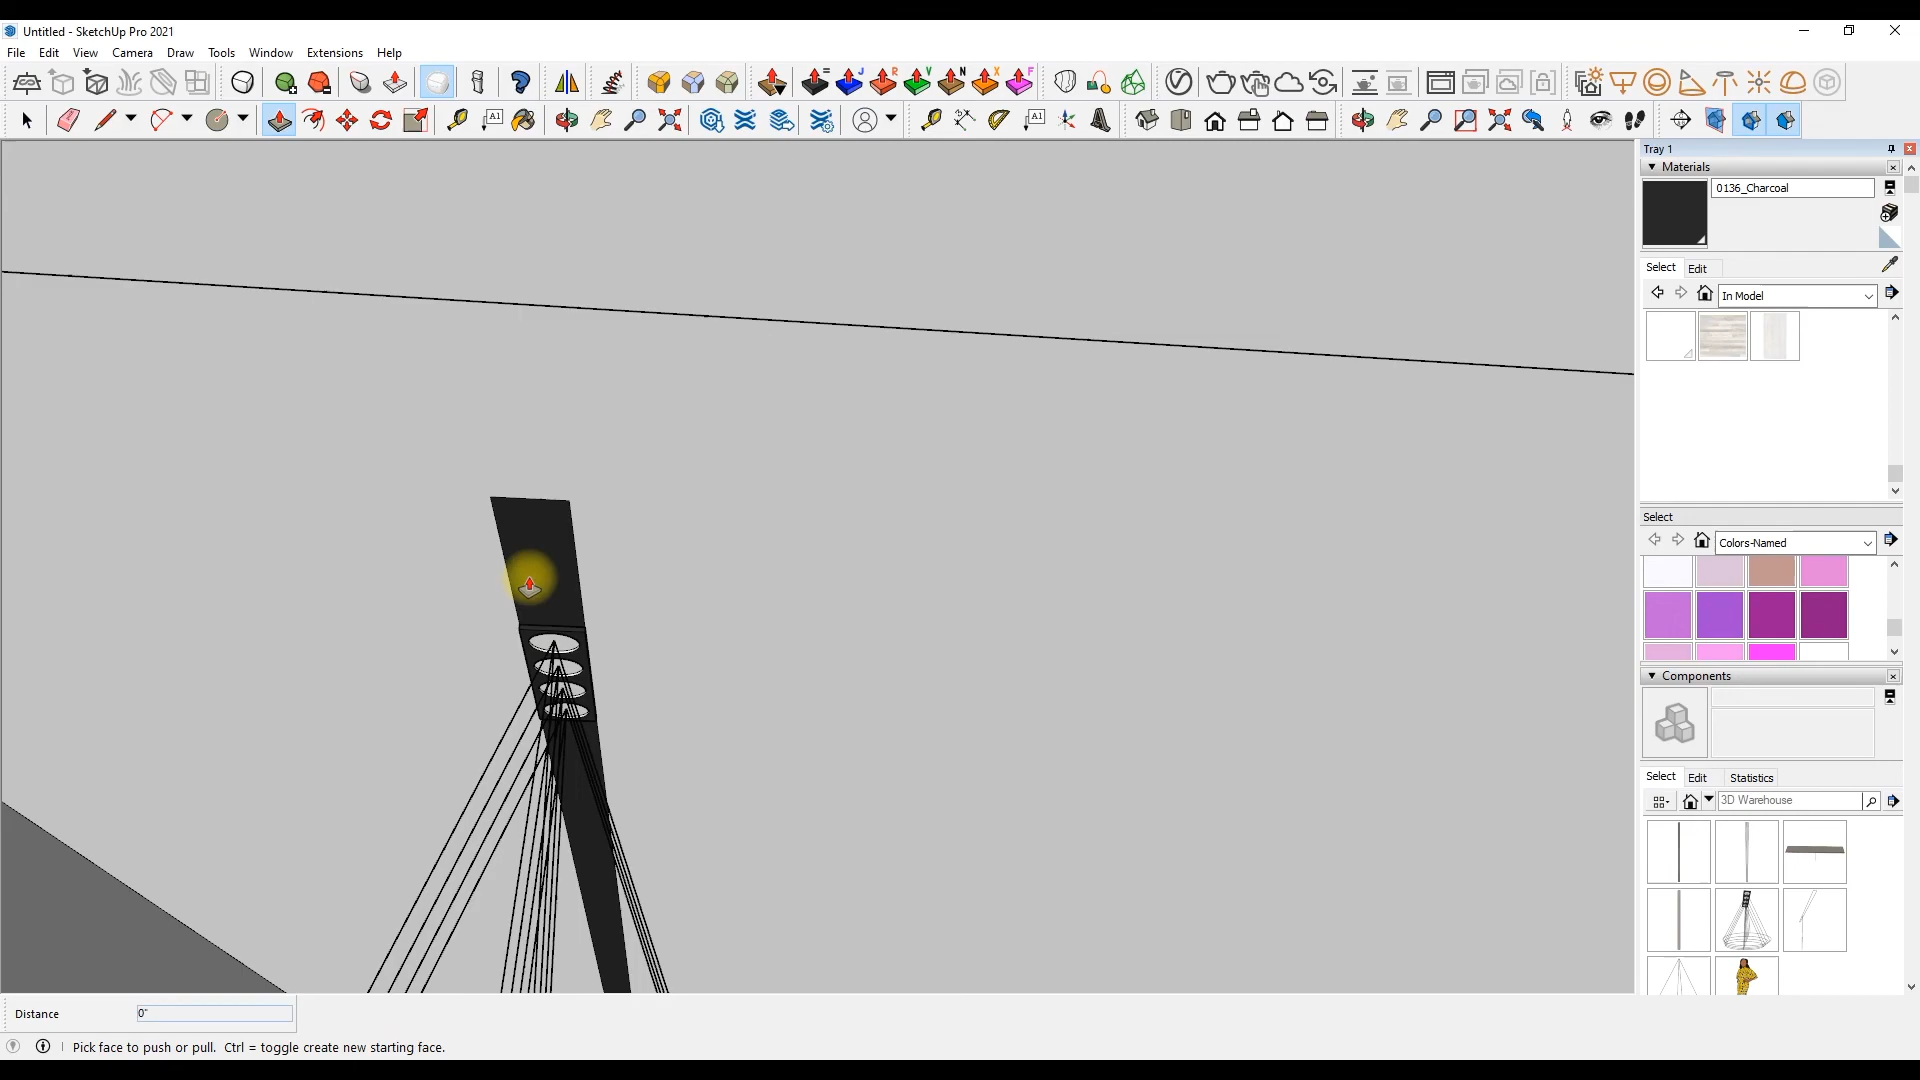 Untitled - SketchUp Pro 2021
File Edit View Camera Draw Tools Window Extensions Help
= J R V N X F
A1 A1
Tray 1
Materials
0136_Charcoal
Select Edit
In Model
Select
Colors-Named
Components
Select Edit Statistics
3D Warehouse
Distance 0"
Pick face to push or pull. Ctrl = toggle create new starting face.